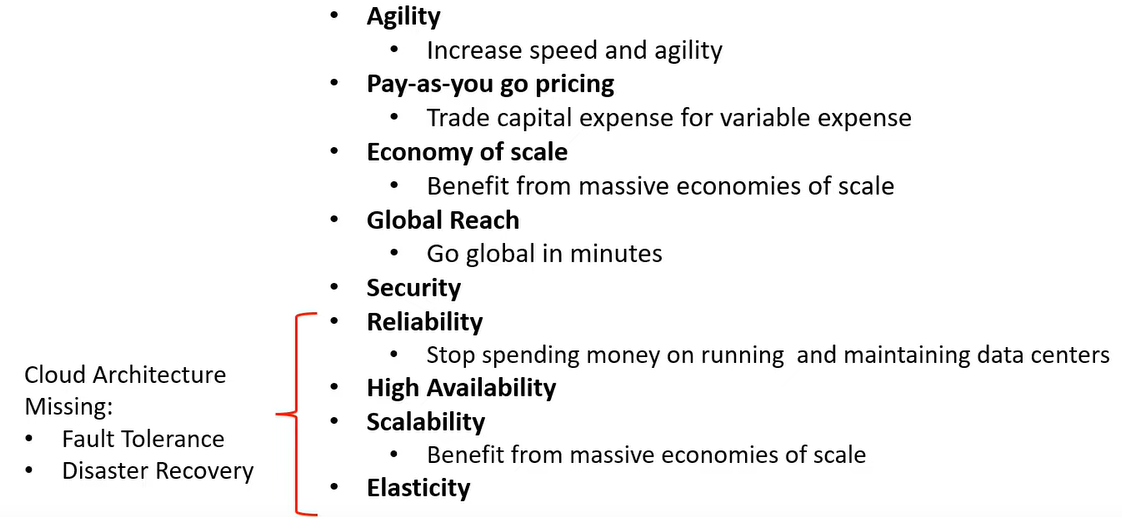 • Agility
• Increase speed and agility
• Pay-as-you go pricing
• Trade capital expense for variable expense
• Economy of scale
• Benefit from massive economies of scale
• Global Reach
• Go global in minutes
• Security
• Reliability
• Stop spending money on running  and maintaining data centers
• High Availability
• Scalability
• Benefit from massive economies of scale
• Elasticity
Cloud Architecture
Missing:
• Fault Tolerance
• Disaster Recovery